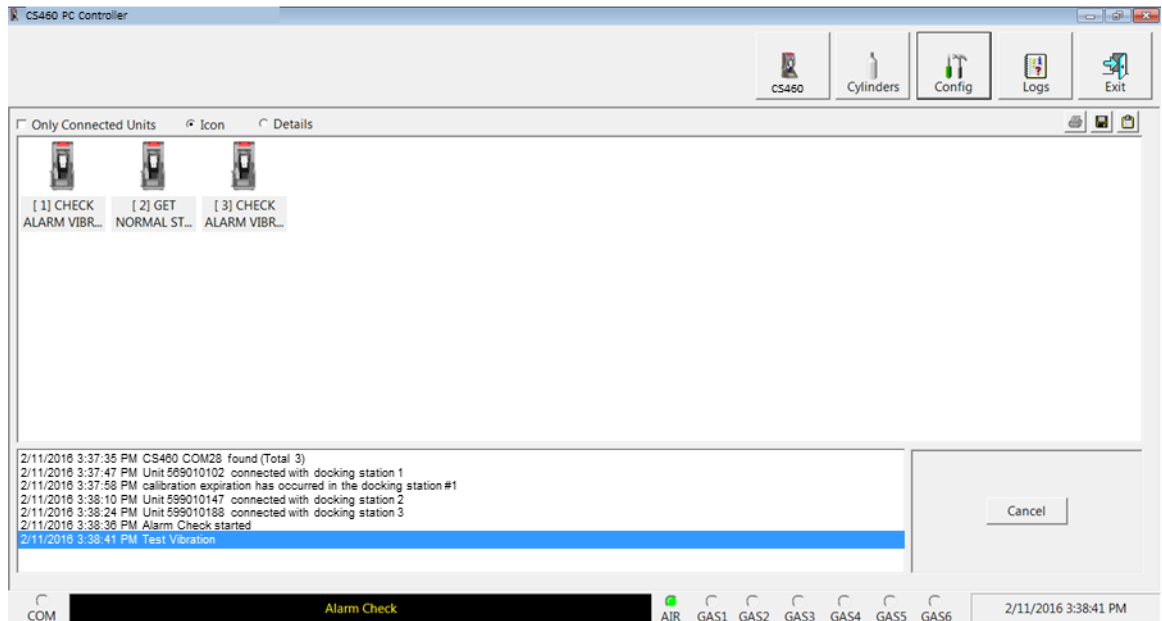 CS460 PC Controller
CS460
Cylinders
Config
Logs
Exit
Only Connected Units
Icon
Details
[ 1] CHECK
ALARM VIBR...
[ 2] GET
NORMAL ST...
[ 3] CHECK
ALARM VIBR...
2/11/2016 3:37:35 PM CS460 COM28 found (Total 3)
2/11/2016 3:37:47 PM Unit 569010102 connected with docking station 1
2/11/2016 3:37:58 PM calibration expiration has occurred in the docking station #1
2/11/2016 3:38:10 PM Unit 599010147 connected with docking station 2
2/11/2016 3:38:24 PM Unit 599010188 connected with docking station 3
2/11/2016 3:38:36 PM Alarm Check started
2/11/2016 3:38:41 PM Test Vibration
Cancel
COM
Alarm Check
AIR
GAS1
GAS2
GAS3
GAS4
GAS5
GAS6
2/11/2016 3:38:41 PM